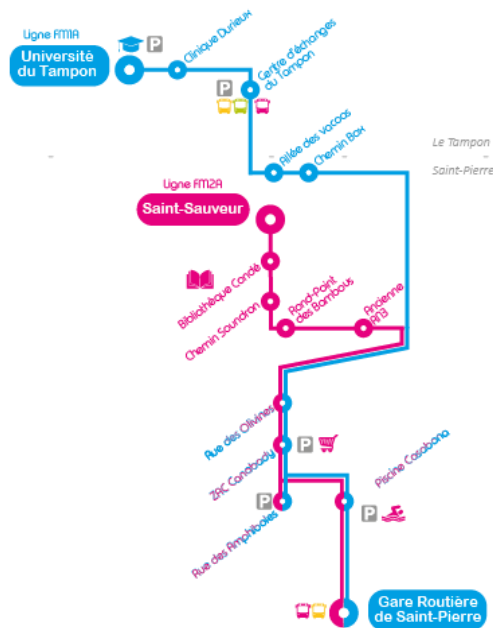 Ligne FM1A
Université
du Tampon
P
Clinique Durieux
Centre d'échanges
du Tampon
P
Allée des vacoas
Chemin Box
Le Tampon
Saint-Pierre
Ligne FM2A
Saint-Sauveur
Bibliothèque Condé
Chemin Soundron
Rond-Point
des Bambous
Ancienne
RN3
Rue des Olivines
ZAC Canabady
P
Rue des Amphiboles
P
Piscine Casabona
P
Gare Routière
de Saint-Pierre